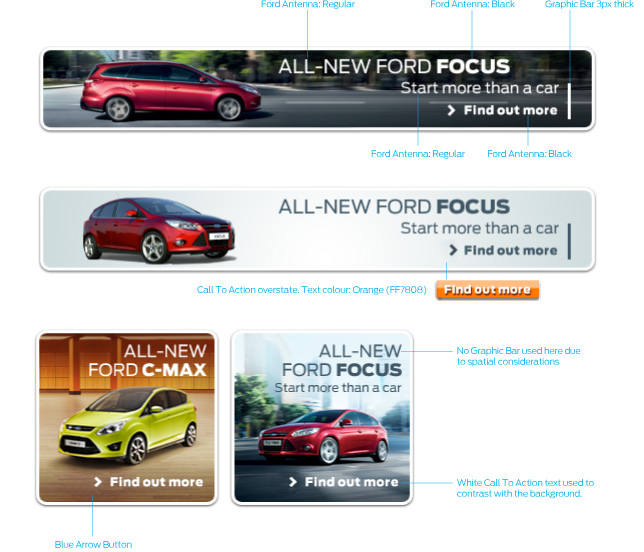 Ford Antenna: Regular
Ford Antenna: Black
Graphic Bar 3px thick
ALL-NEW FORD FOCUS
Start more than a car
Find out more
Ford Antenna: Regular
Ford Antenna: Black
ALL-NEW FORD FOCUS
Start more than a car
Find out more
Call To Action overstate. Text colour: Orange (FF7808)
Find out more
ALL-NEW
FORD C-MAX
Find out more
ALL-NEW
FORD FOCUS
Start more than a car
Find out more
No Graphic Bar used here due
to spatial considerations
White Call To Action text used to
contrast with the background.
Blue Arrow Button